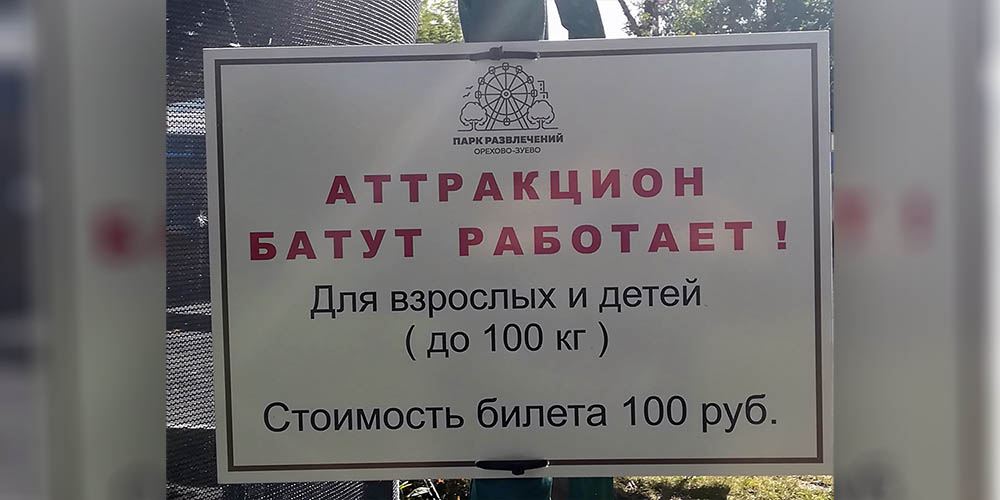 ПАРК РАЗВЛЕЧЕНИЙ
ОРЕХОВО-ЗУЕВО
АТТРАКЦИОН
БАТУТ РАБОТАЕТ !
Для взрослых и детей
( до 100 кг )
Стоимость билета 100 руб.